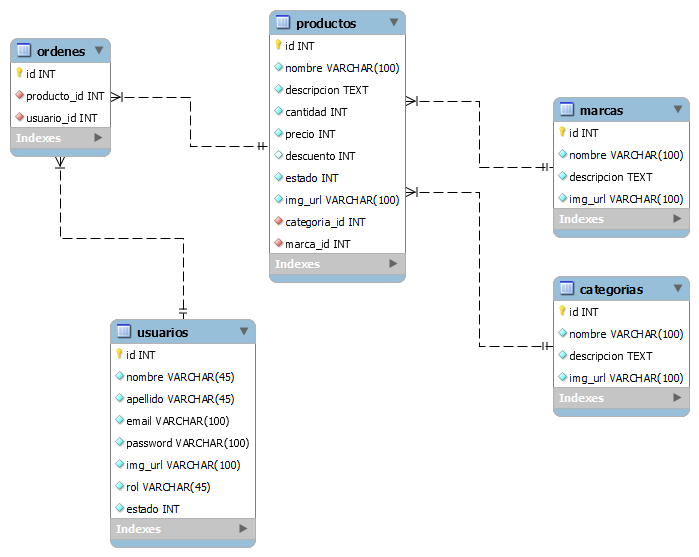 ordenes
id INT
producto_id INT
usuario_id INT
Indexes
productos
id INT
nombre VARCHAR(100)
descripcion TEXT
cantidad INT
precio INT
descuento INT
estado INT
img_url VARCHAR(100)
categoria_id INT
marca_id INT
Indexes
marcas
id INT
nombre VARCHAR(100)
descripcion TEXT
img_url VARCHAR(100)
Indexes
categorias
id INT
nombre VARCHAR(100)
descripcion TEXT
img_url VARCHAR(100)
Indexes
usuarios
id INT
nombre VARCHAR(45)
apellido VARCHAR(45)
email VARCHAR(100)
password VARCHAR(100)
img_url VARCHAR(100)
rol VARCHAR(45)
estado INT
Indexes